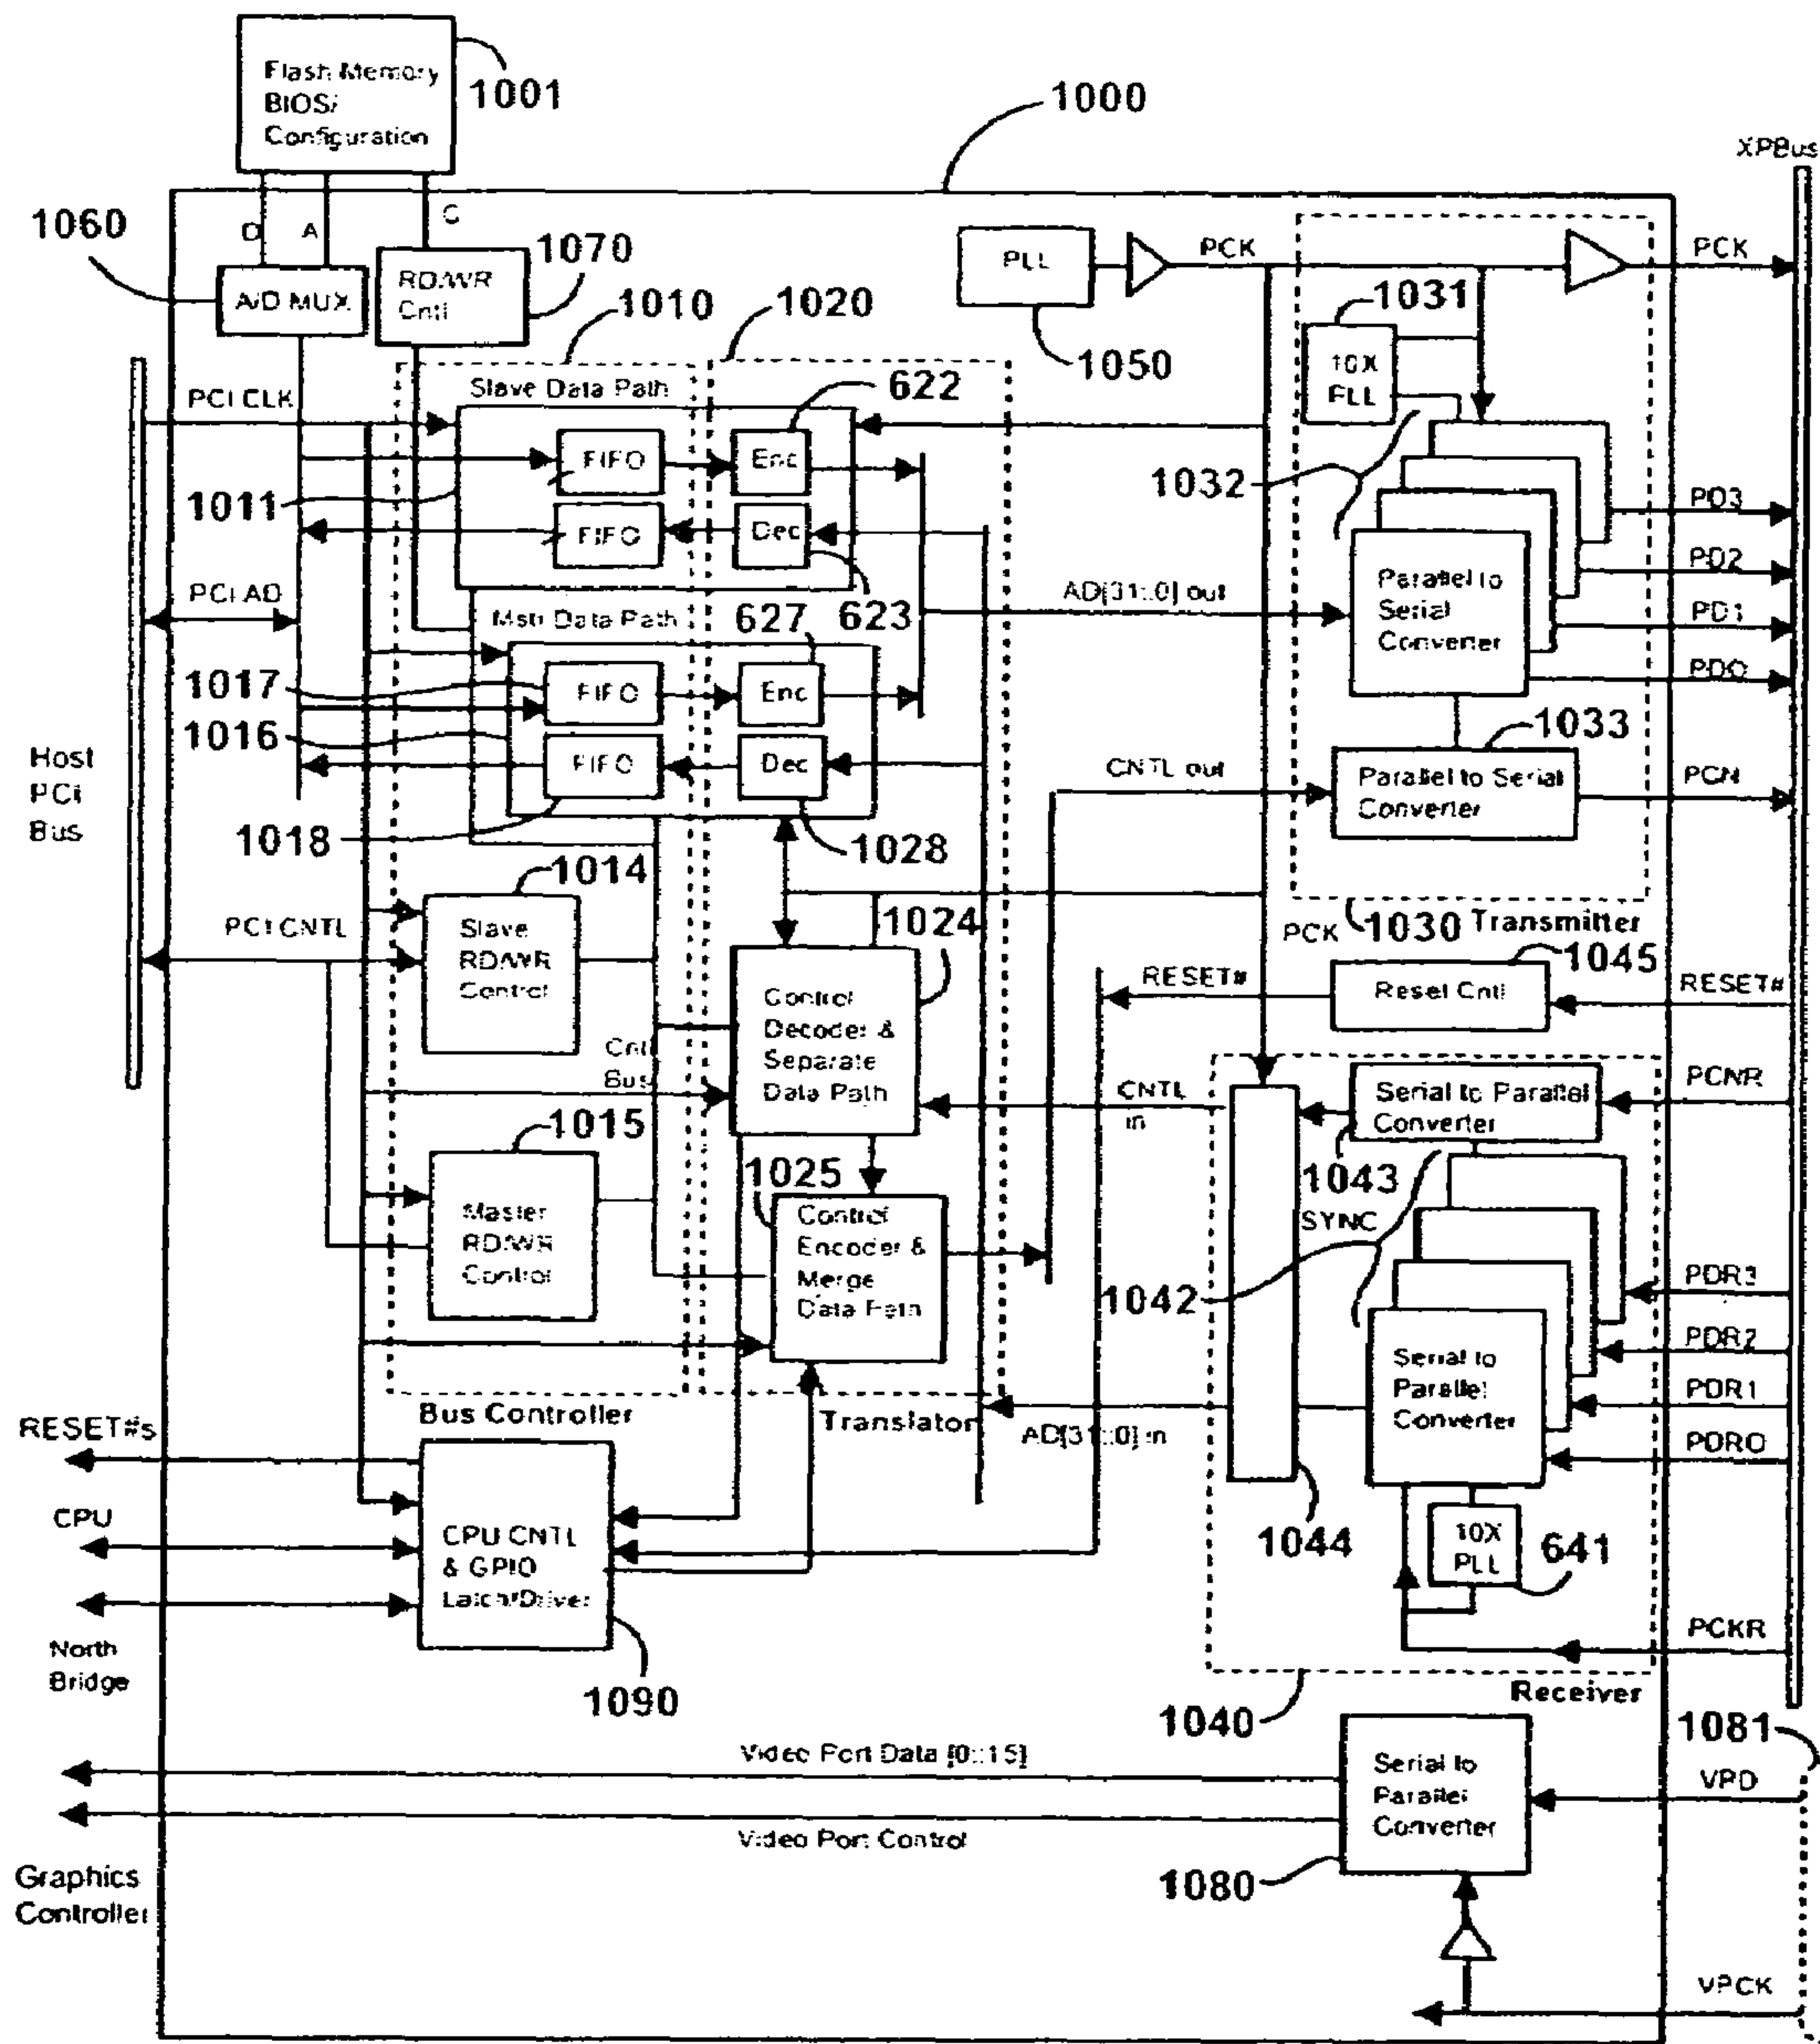 Flash Memory
BIOS/
Configuration
1001
1000
XPBus
1060
D
A
C
1070
A/D MUX
RD/WR
Cntl
PLL
PCK
PCK
1031
10X
PLL
1010
1020
1050
PCI CLK
Slave Data Path
622
FIFO
Enc
1011
FIFO
Dec
1032
PD3
PCI AD
Mstr Data Path
627
623
AD[31::0] out
Parallel to
Serial
Converter
PD2
PD1
PD0
1017
FIFO
Enc
1016
FIFO
Dec
1033
Host
PCI
Bus
CNTL out
Parallel to Serial
Converter
PCN
1018
1028
1014
PCI CNTL
Slave
RD/WR
Control
1024
PCK
1030
Transmitter
1045
RESET#
Reset Cntl
RESET#
Control
Decoder &
Separate
Data Path
Cntl
Bus
CNTL
in
Serial to Parallel
Converter
PCNR
1015
1025
1043
SYNC
Master
RD/WR
Control
Control
Encoder &
Merge
Data Path
1042
PDR3
PDR2
PDR1
PDR0
Serial to
Parallel
Converter
Bus Controller
Translator
AD[31::0] in
RESET#s
CPU
CPU CNTL
& GPIO
Latch/Driver
1044
10X
PLL
641
North
Bridge
PCKR
1090
1040
Receiver
1081
Video Port Data [0::15]
Serial to
Parallel
Converter
VPD
Video Port Control
Graphics
Controller
1080
VPCK